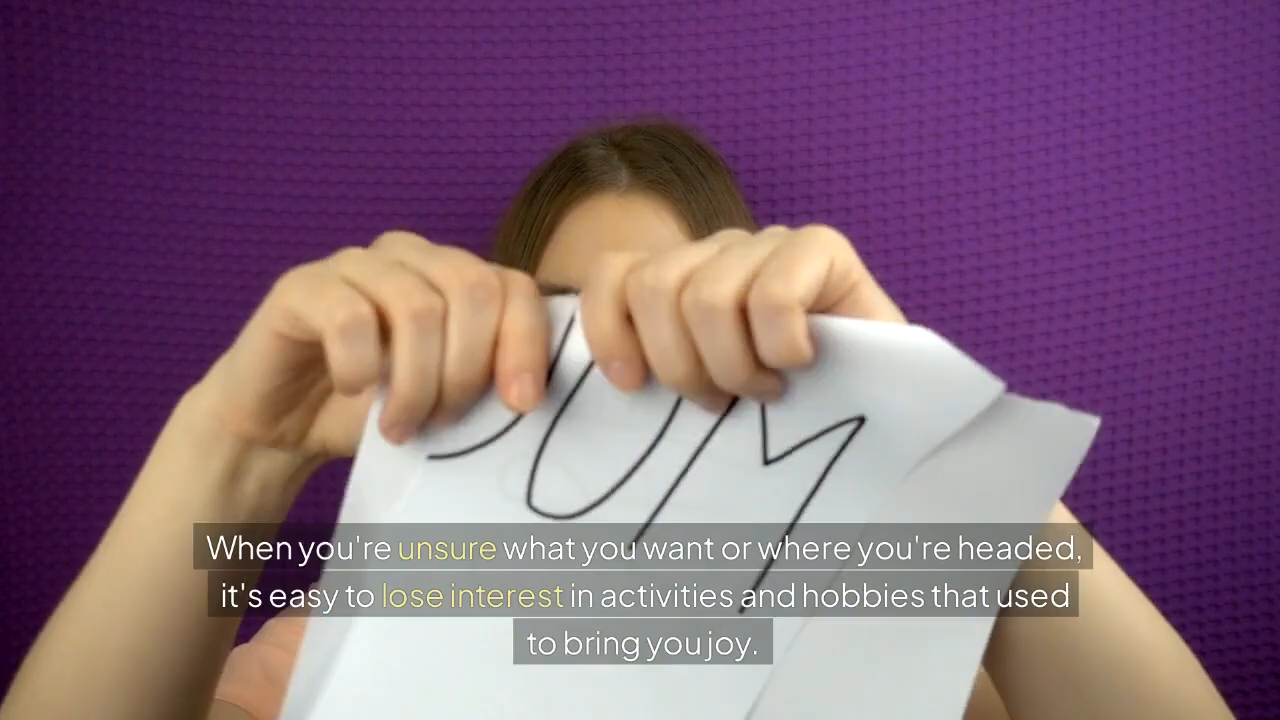 DUM
When you're unsure what you want or where you're headed,
it's easy to lose interest in activities and hobbies that used
to bring you joy.